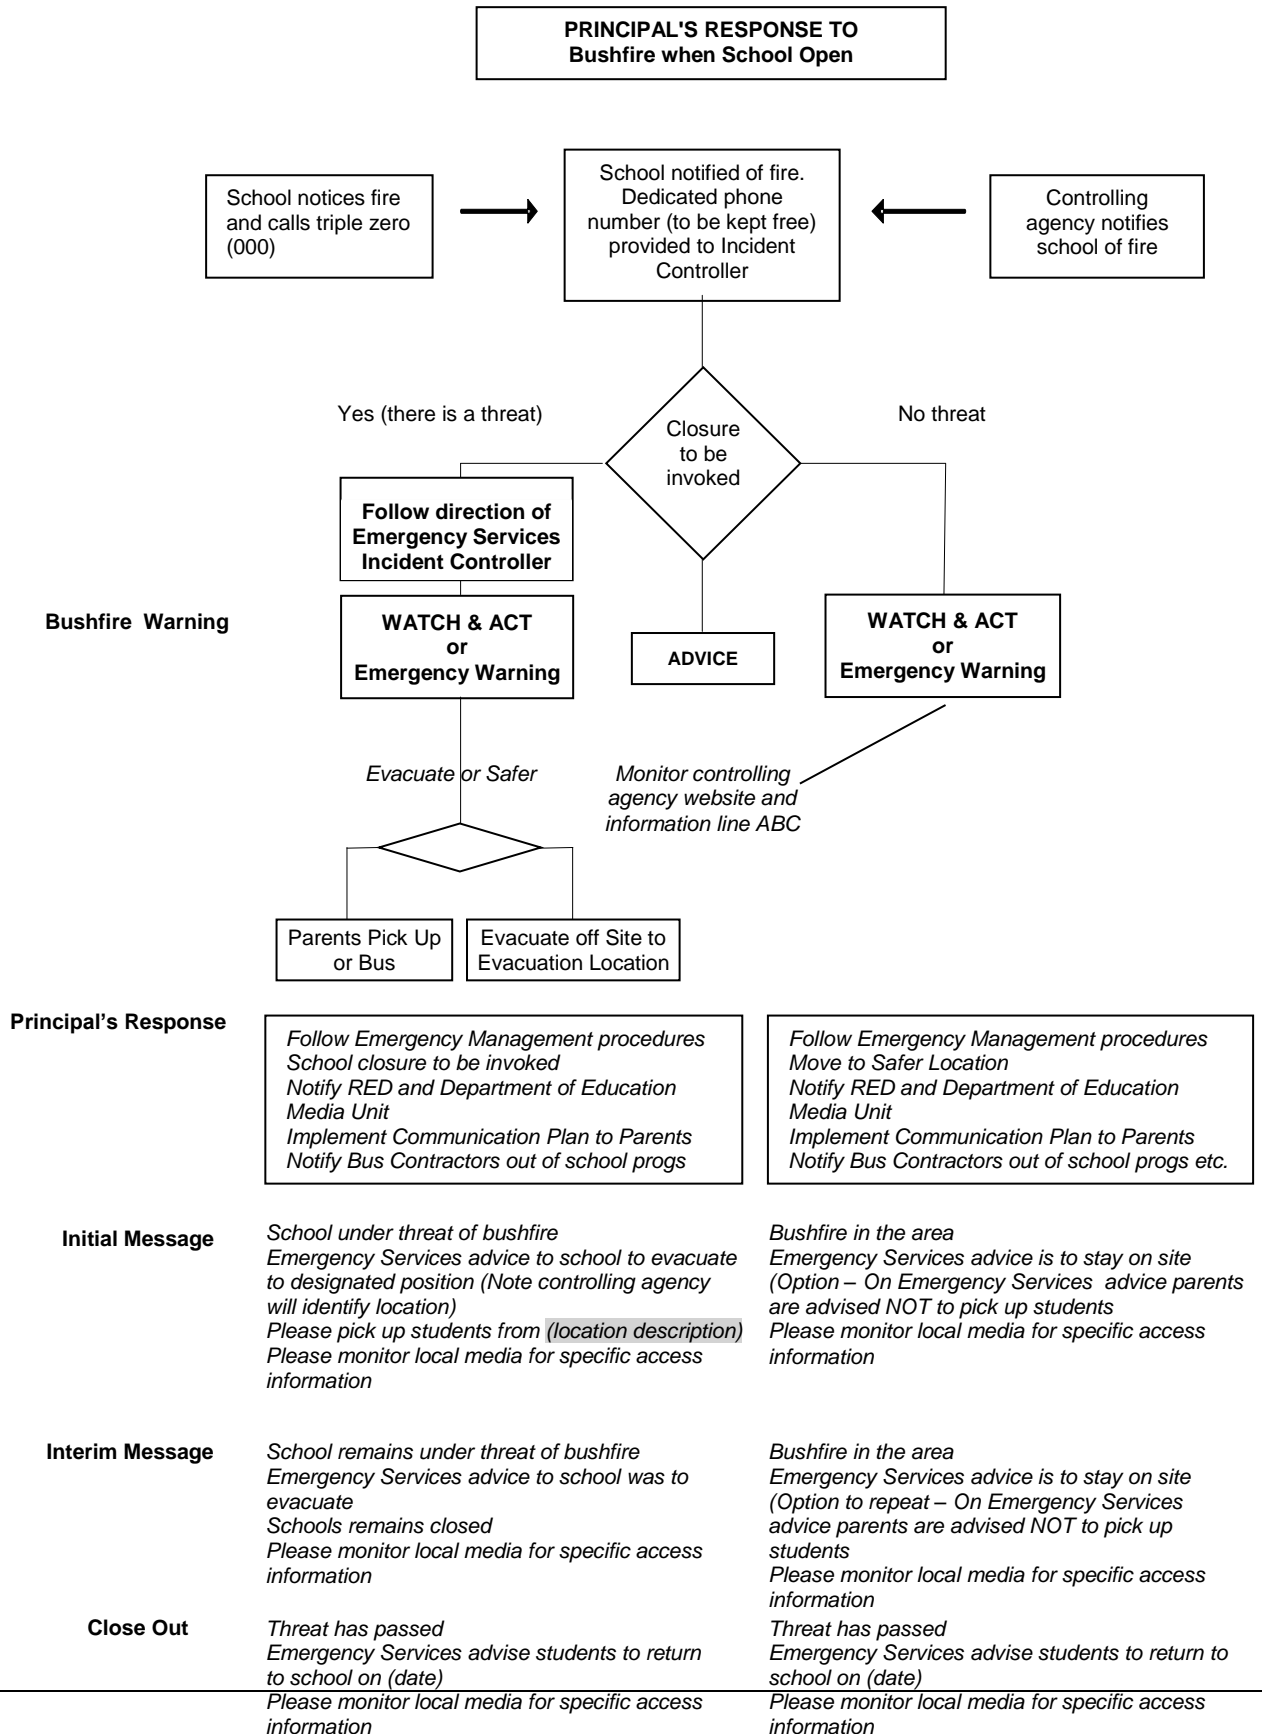 PRINCIPAL'S RESPONSE TO
Bushfire when School Open
School notices fire
and calls triple zero
(000)
School notified of fire.
Dedicated phone
number (to be kept free)
provided to Incident
Controller
Controlling
agency notifies
school of fire
Yes (there is a threat)
Closure
to be
invoked
No threat
Follow direction of
Emergency Services
Incident Controller
Bushfire  Warning
WATCH & ACT
or
Emergency Warning
ADVICE
WATCH & ACT
or
Emergency Warning
Evacuate or Safer
Monitor controlling
agency website and
information line ABC
Parents Pick Up
or Bus
Evacuate off Site to
Evacuation Location
Principal’s Response
Follow Emergency Management procedures
School closure to be invoked
Notify RED and Department of Education
Media Unit
Implement Communication Plan to Parents
Notify Bus Contractors out of school progs
Follow Emergency Management procedures
Move to Safer Location
Notify RED and Department of Education
Media Unit
Implement Communication Plan to Parents
Notify Bus Contractors out of school progs etc.
Initial Message
School under threat of bushfire
Emergency Services advice to school to evacuate
to designated position (Note controlling agency
will identify location)
Please pick up students from (location description)
Please monitor local media for specific access
information
Bushfire in the area
Emergency Services advice is to stay on site
(Option – On Emergency Services  advice parents
are advised NOT to pick up students
Please monitor local media for specific access
information
Interim Message
School remains under threat of bushfire
Emergency Services advice to school was to
evacuate
Schools remains closed
Please monitor local media for specific access
information
Bushfire in the area
Emergency Services advice is to stay on site
(Option to repeat – On Emergency Services
advice parents are advised NOT to pick up
students
Please monitor local media for specific access
information
Close Out
Threat has passed
Emergency Services advise students to return
to school on (date)
Please monitor local media for specific access
information
Threat has passed
Emergency Services advise students to return to
school on (date)
Please monitor local media for specific access
information